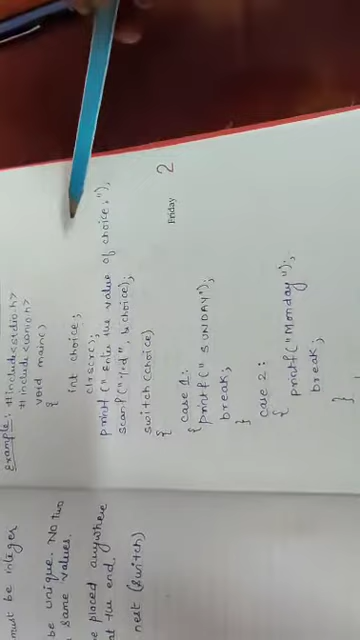 2
Friday
example: #include<stdio.h>
#include<conio.h>
void main()
{
int choice;
clrscr();
printf("Enter the value of choice:");
scanf("%d", &choice);
switch(choice)
{
case 1:
{ printf("SUNDAY");
break;
}
case 2:
{
printf("Monday");
break;
}
must be integer
be unique. No two
same values.
be placed anywhere
at the end.
nest (switch)